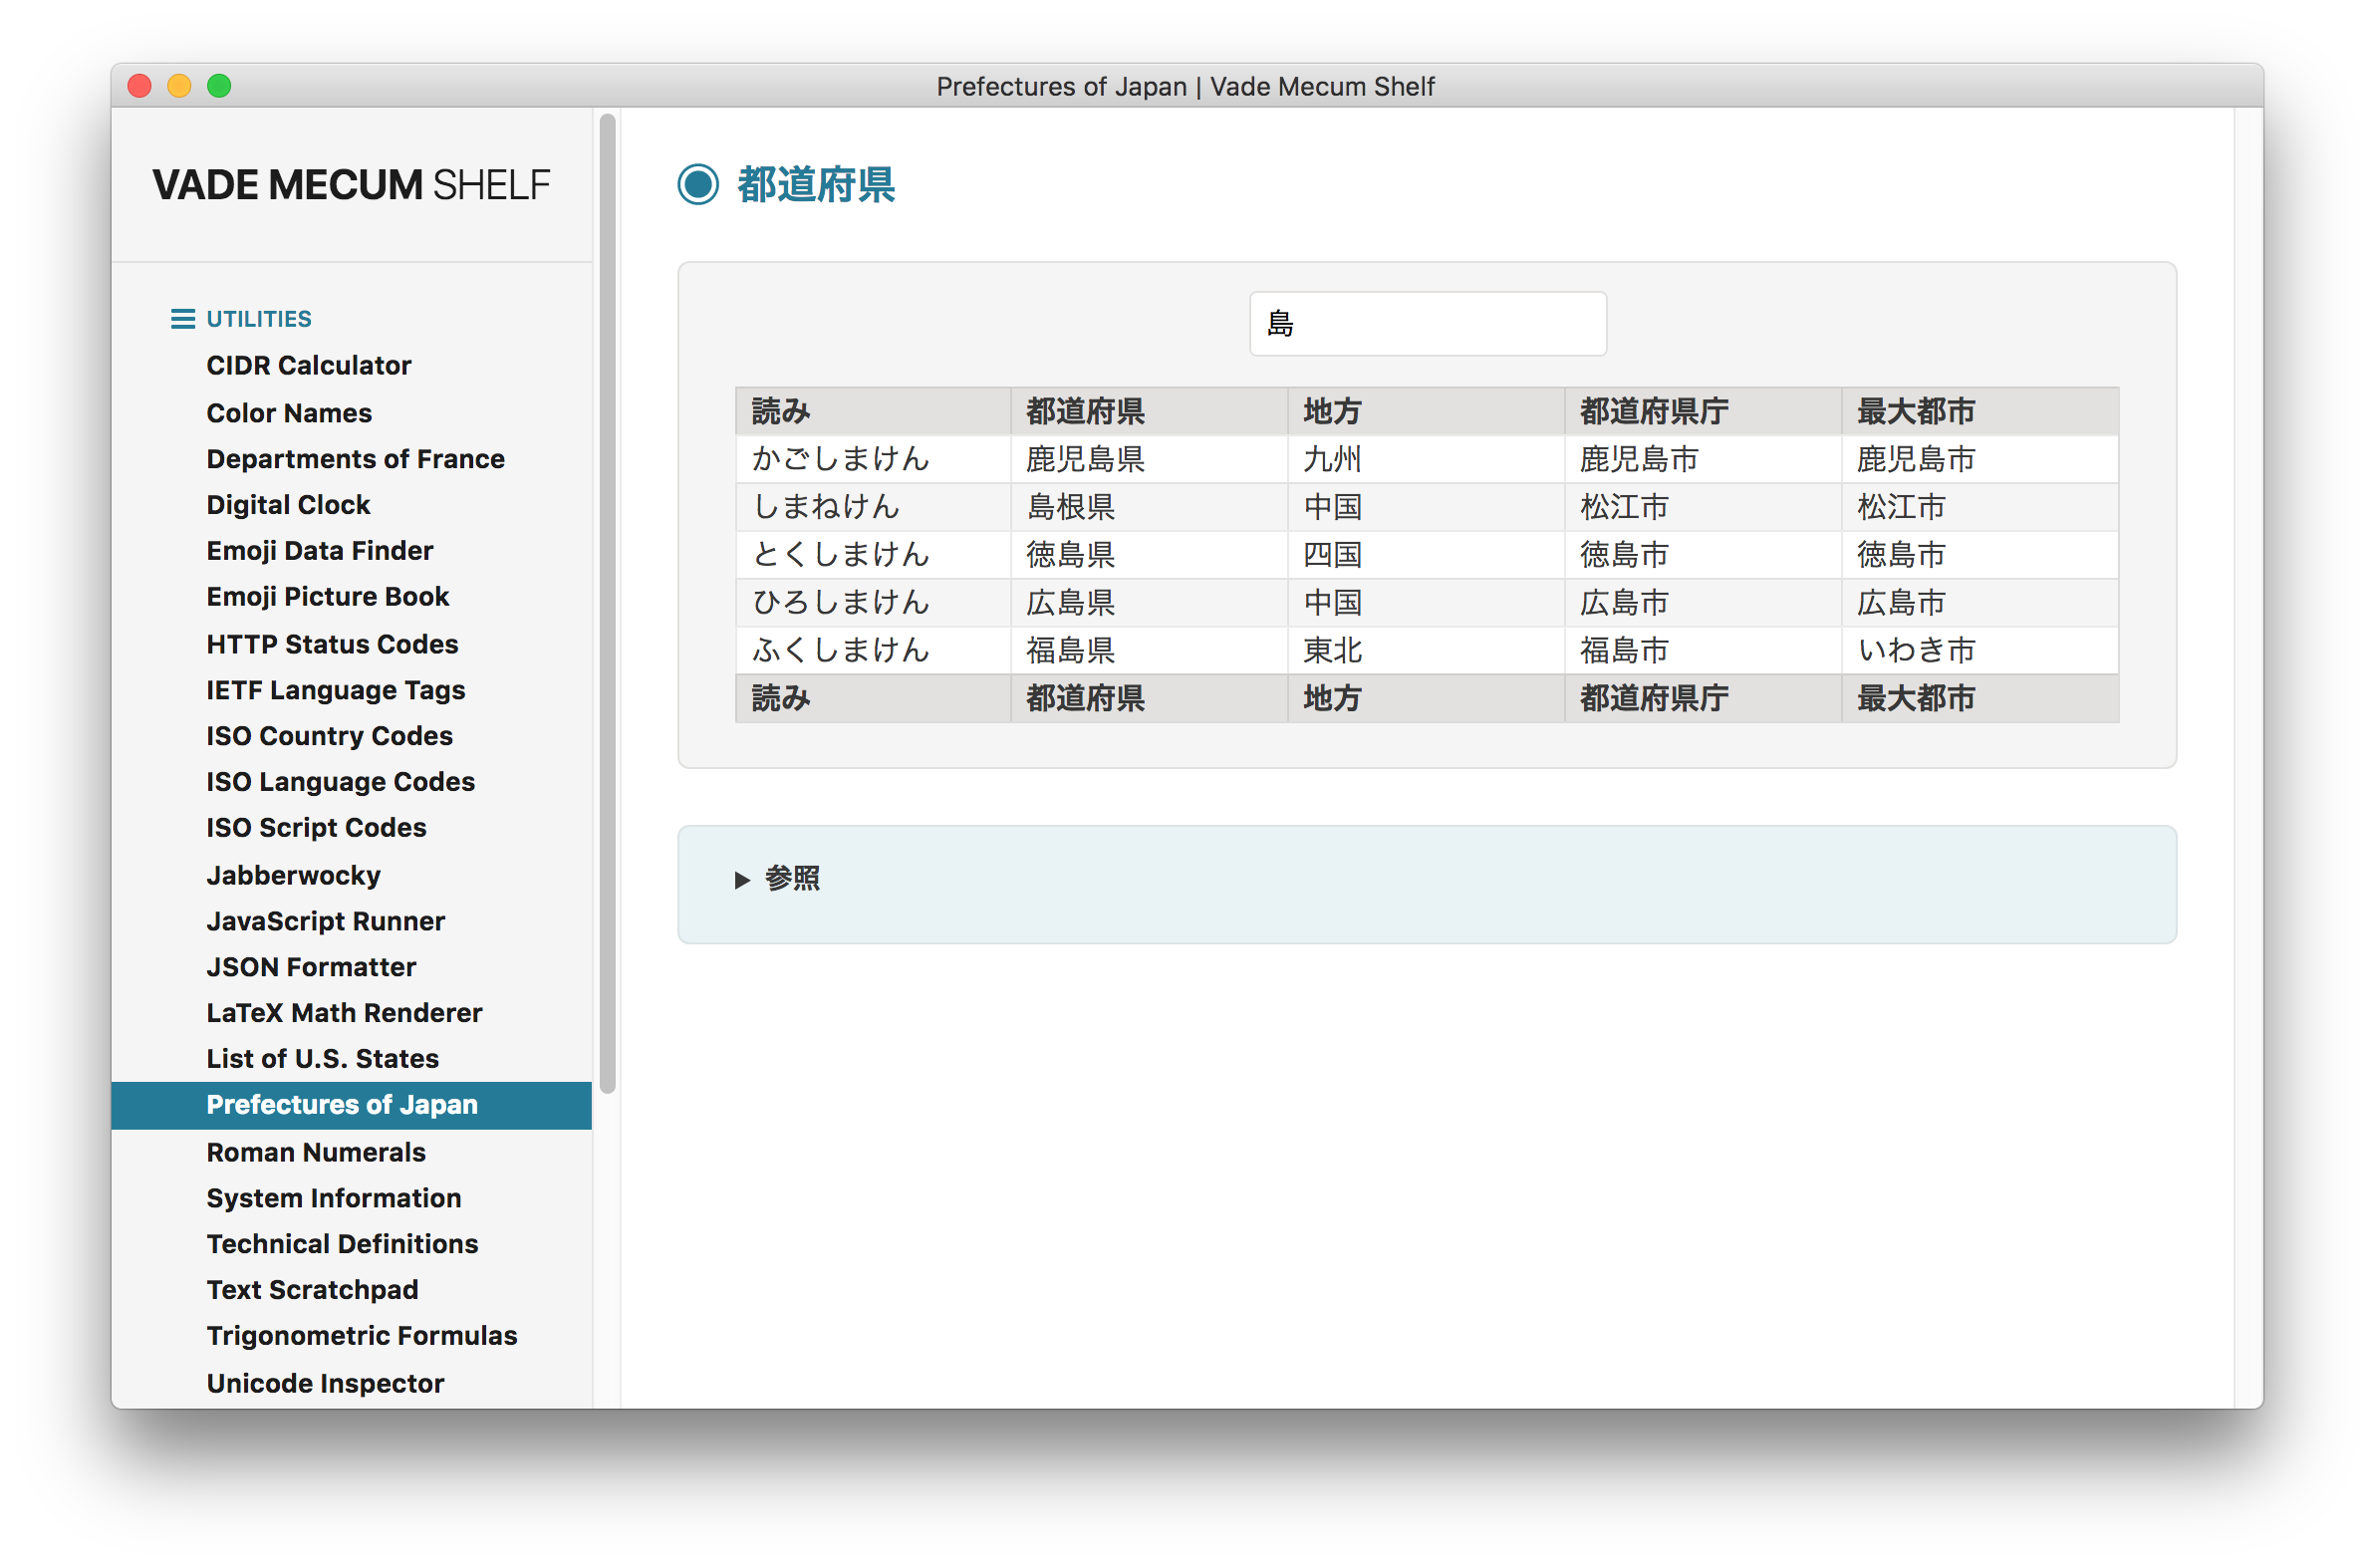 Prefectures of Japan | Vade Mecum Shelf
VADE MECUM SHELF
UTILITIES
CIDR Calculator
Color Names
Departments of France
Digital Clock
Emoji Data Finder
Emoji Picture Book
HTTP Status Codes
IETF Language Tags
ISO Country Codes
ISO Language Codes
ISO Script Codes
Jabberwocky
JavaScript Runner
JSON Formatter
LaTeX Math Renderer
List of U.S. States
Prefectures of Japan
Roman Numerals
System Information
Technical Definitions
Text Scratchpad
Trigonometric Formulas
Unicode Inspector
都道府県
島
読み 都道府県 地方 都道府県庁 最大都市
かごしまけん 鹿児島県 九州 鹿児島市 鹿児島市
しまねけん 島根県 中国 松江市 松江市
とくしまけん 徳島県 四国 徳島市 徳島市
ひろしまけん 広島県 中国 広島市 広島市
ふくしまけん 福島県 東北 福島市 いわき市
読み 都道府県 地方 都道府県庁 最大都市
参照